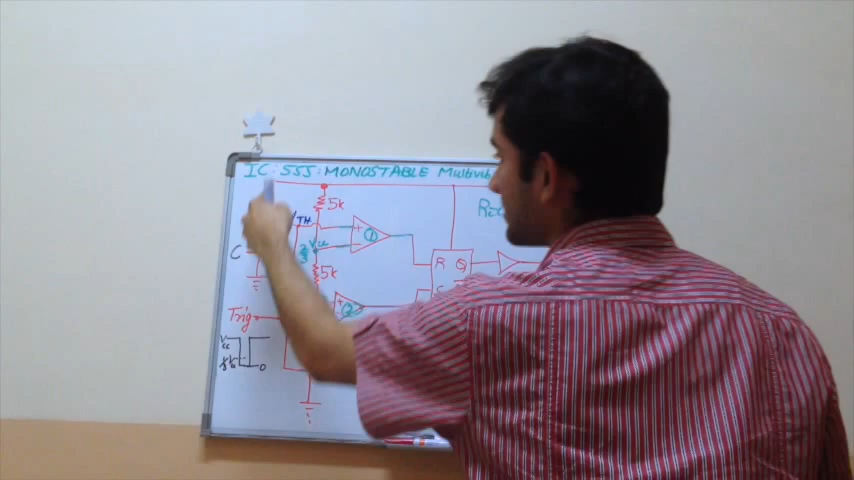 IC: 555: MONOSTABLE Multivib
5k
TH
+
1
-
C
5k
R Q
Trig
+
2
Vcc
0